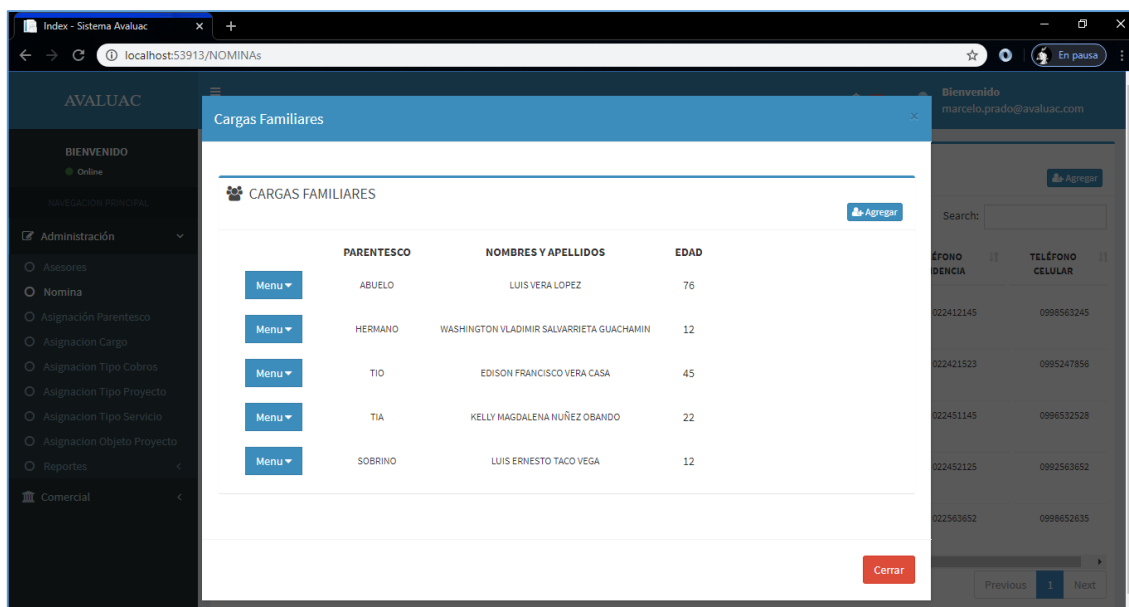 Index - Sistema Avaluac
localhost:53913/NOMINAs
En pausa
AVALUAC
Bienvenido
marcelo.prado@avaluac.com
Cargas Familiares
BIENVENIDO
Online
NAVEGACION PRINCIPAL
Administración
Asesores
Nomina
Asignación Parentesco
Asignacion Cargo
Asignacion Tipo Cobros
Asignacion Tipo Proyecto
Asignacion Tipo Servicio
Asignacion Objeto Proyecto
Reportes
Comercial
CARGAS FAMILIARES
Agregar
PARENTESCO NOMBRES Y APELLIDOS EDAD
Menu ABUELO LUIS VERA LOPEZ 76
Menu HERMANO WASHINGTON VLADIMIR SALVARRIETA GUACHAMIN 12
Menu TIO EDISON FRANCISCO VERA CASA 45
Menu TIA KELLY MAGDALENA NUÑEZ OBANDO 22
Menu SOBRINO LUIS ERNESTO TACO VEGA 12
Cerrar
Agregar
Search:
ÉFONO TELÉFONO
DENCIA CELULAR
022412145 0998563245
022421523 0995247856
022451145 0996532528
022452125 0992563652
022563652 0998652635
Previous 1 Next